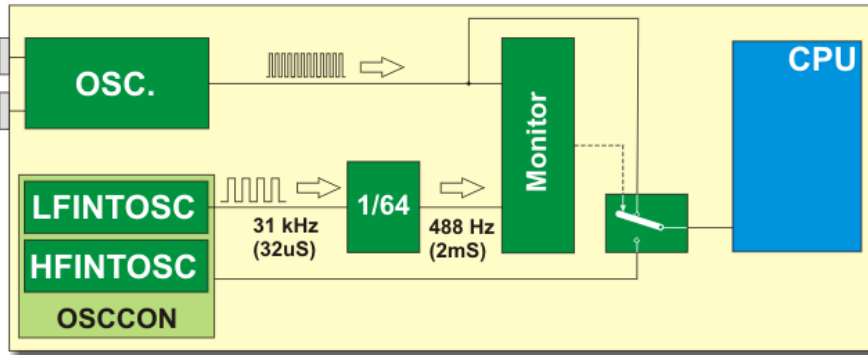 OSC.
CPU
Monitor
LFINTOSC
31 kHz
(32uS)
1/64
488 Hz
(2mS)
HFINTOSC
OSCCON